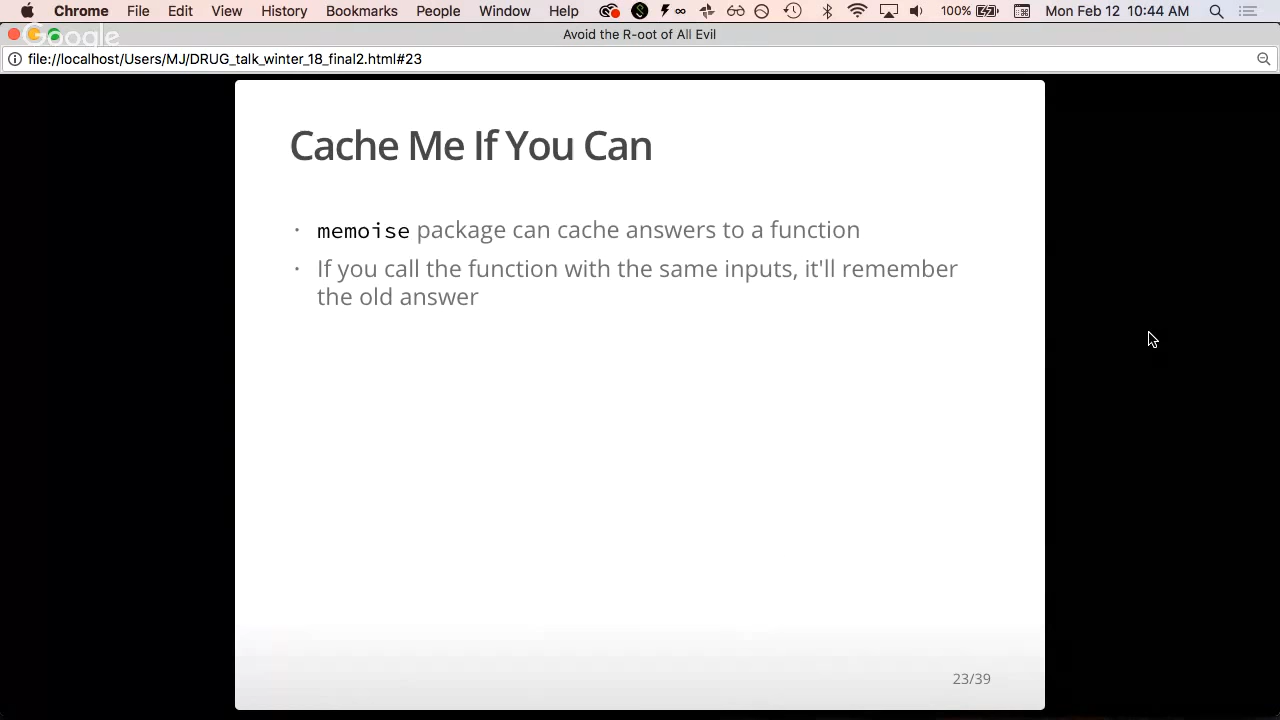 Chrome File Edit View History Bookmarks People Window Help 100% Mon Feb 12 10:44 AM
Google
Avoid the R-oot of All Evil
file://localhost/Users/MJ/DRUG_talk_winter_18_final2.html#23
Cache Me If You Can
· memoise package can cache answers to a function
· If you call the function with the same inputs, it'll remember
the old answer
23/39